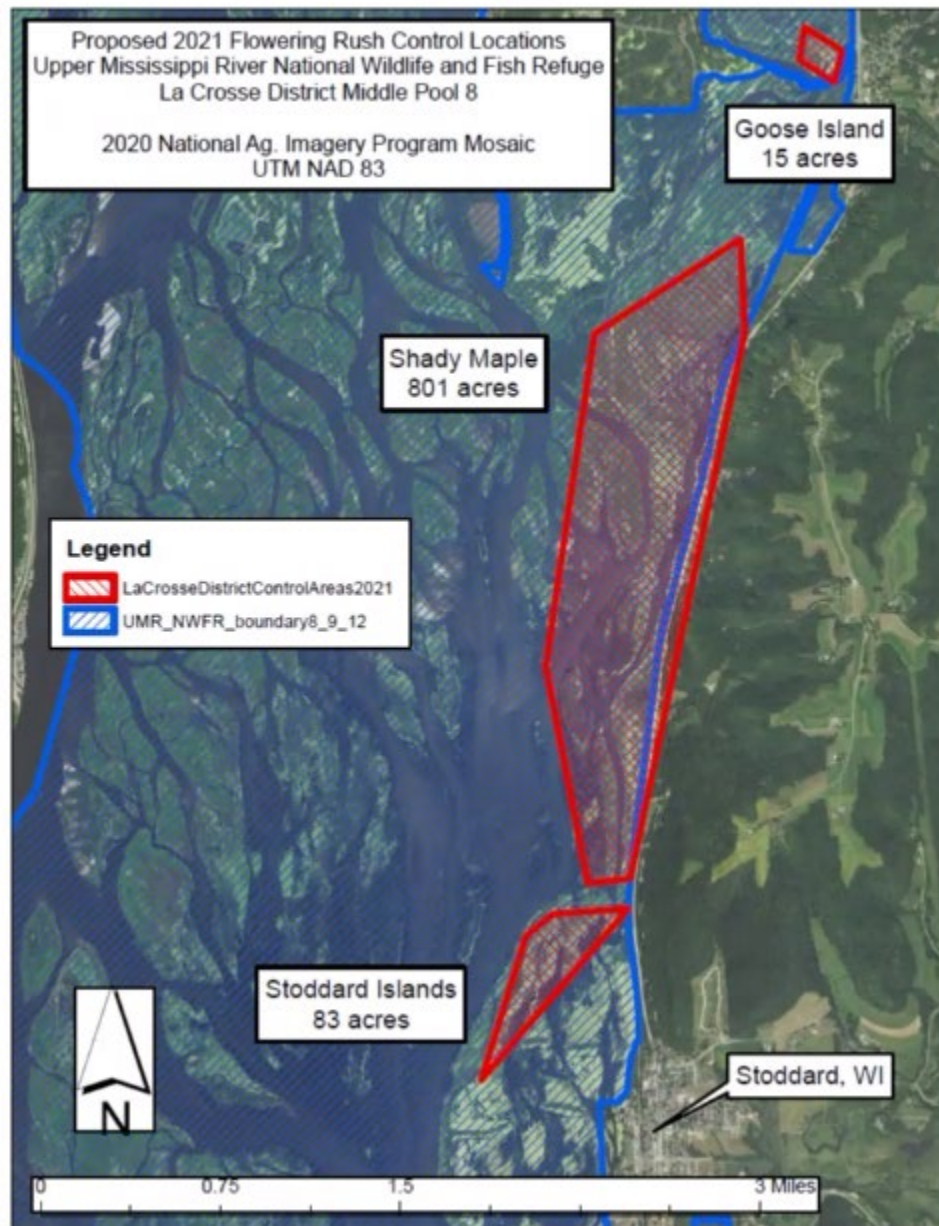 Proposed 2021 Flowering Rush Control Locations
Upper Mississippi River National Wildlife and Fish Refuge
La Crosse District Middle Pool 8
2020 National Ag. Imagery Program Mosaic
UTM NAD 83
Goose Island
15 acres
Shady Maple
801 acres
Legend
LaCrosseDistrictControlAreas2021
UMR_NWFR_boundary8_9_12
Stoddard Islands
83 acres
Stoddard, WI
N
0 0.75 1.5 3 Miles